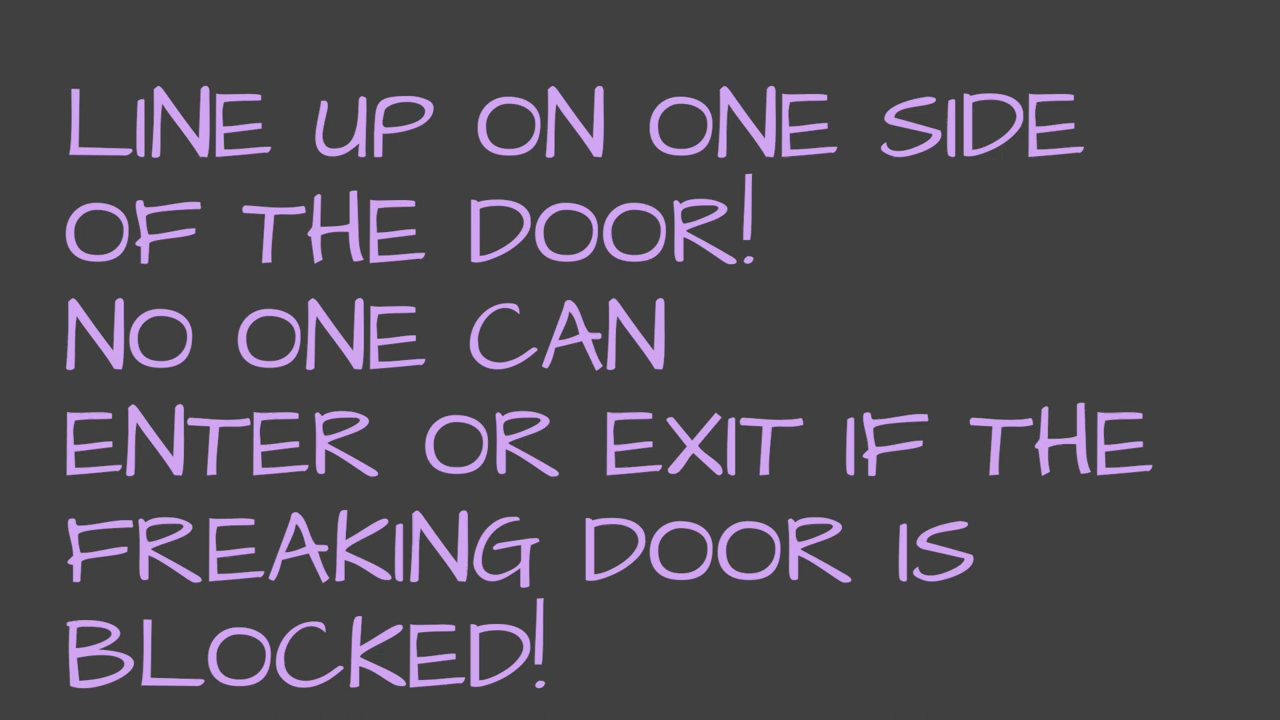 LINE UP ON ONE SIDE
OF THE DOOR!
NO ONE CAN
ENTER OR EXIT IF THE
FREAKING DOOR IS
BLOCKED!